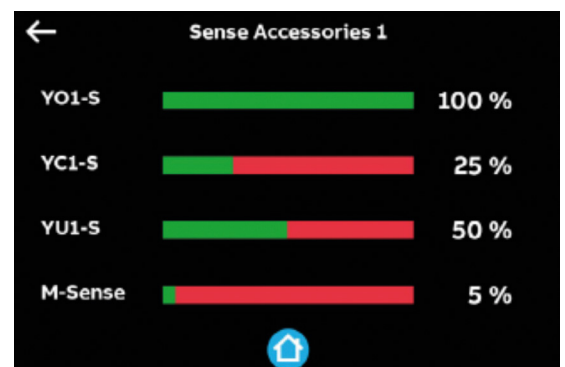 Sense Accessories 1
YO1-S 100 %
YC1-S 25 %
YU1-S 50 %
M-Sense 5 %